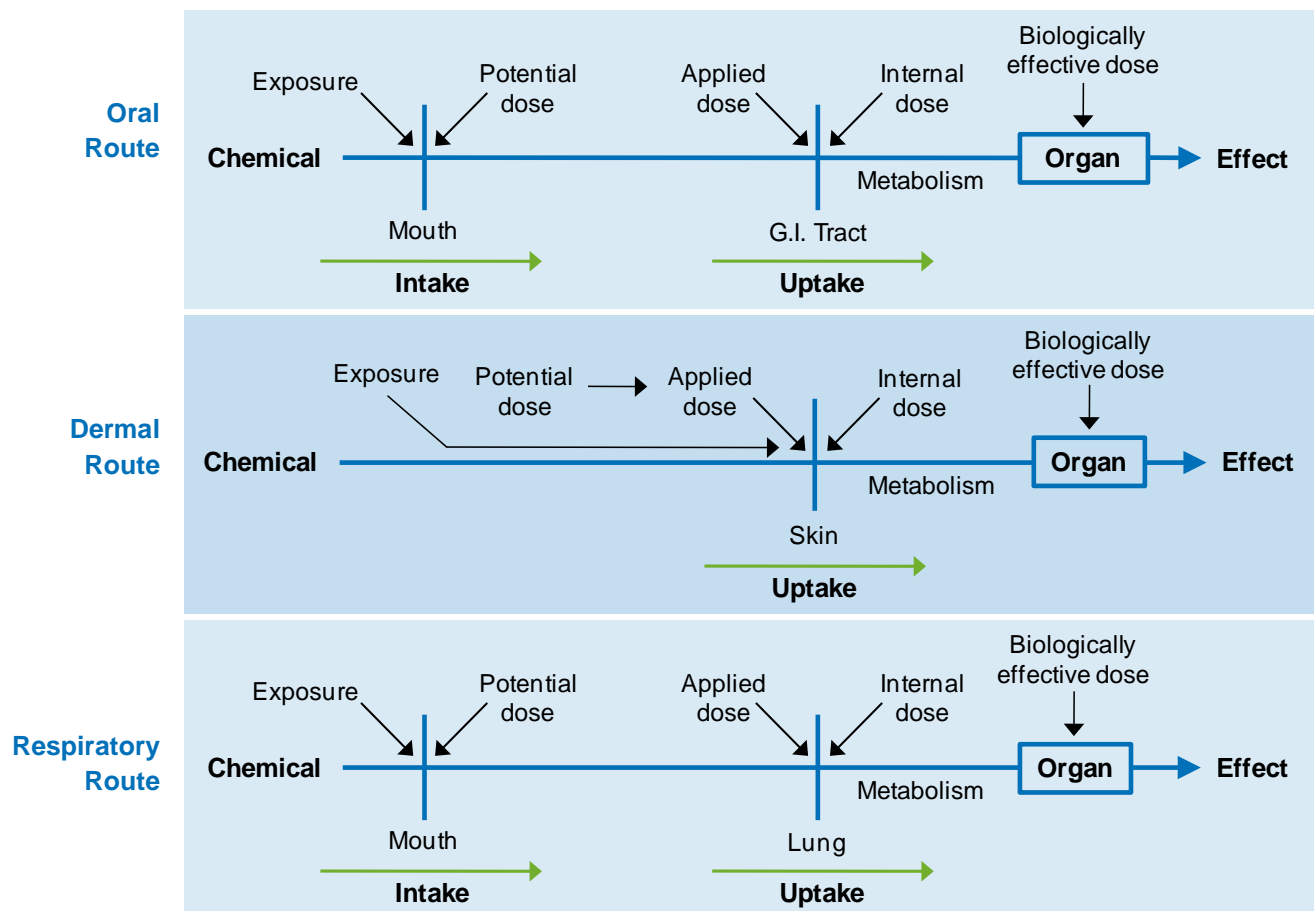 Oral
Route
Exposure
Potential
dose
Applied
dose
Internal
dose
Biologically
effective dose
Chemical
Organ
Effect
Metabolism
Mouth
G.I. Tract
Intake
Uptake
Dermal
Route
Exposure
Potential
dose
Applied
dose
Internal
dose
Biologically
effective dose
Chemical
Organ
Effect
Metabolism
Skin
Uptake
Respiratory
Route
Exposure
Potential
dose
Applied
dose
Internal
dose
Biologically
effective dose
Chemical
Organ
Effect
Metabolism
Mouth
Lung
Intake
Uptake